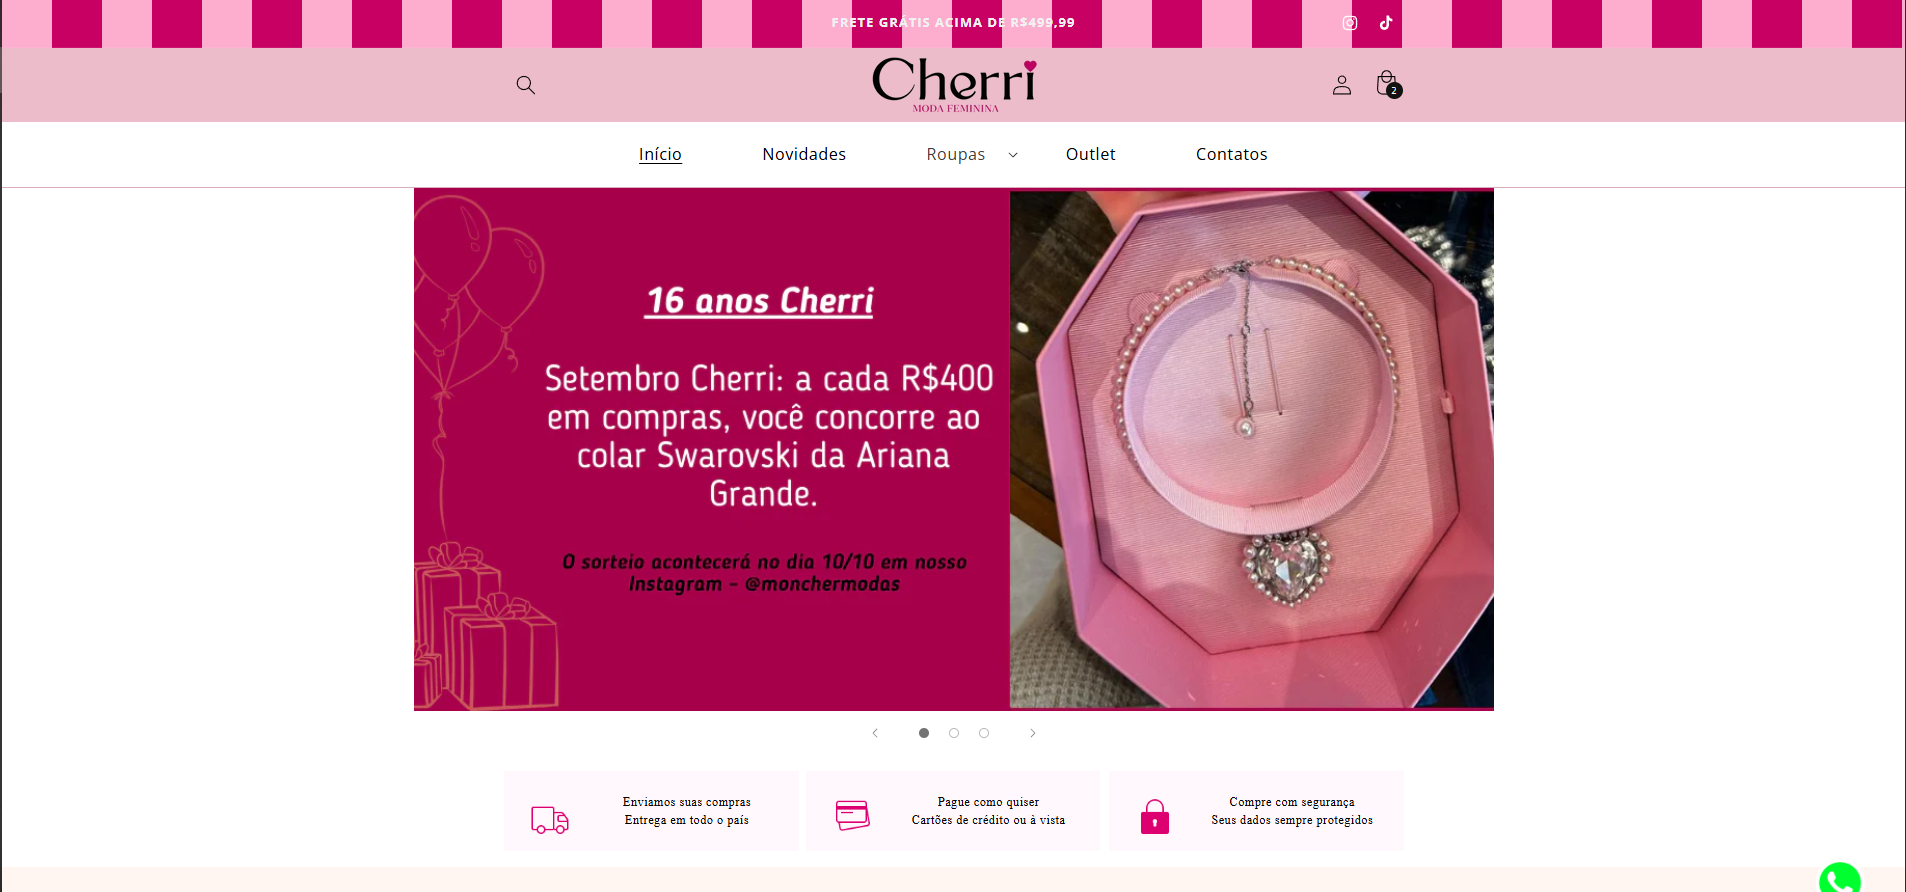 FRETE GRÁTIS ACIMA DE R$499,99
Cherri
MODA FEMININA
2
Início
Novidades
Roupas
Outlet
Contatos
16 anos Cherri
Setembro Cherri: a cada R$400
em compras, você concorre ao
colar Swarovski da Ariana
Grande.
O sorteio acontecerá no dia 10/10 em nosso
Instagram - @monchermodas
Enviamos suas compras
Entrega em todo o país
Pague como quiser
Cartões de crédito ou à vista
Compre com segurança
Seus dados sempre protegidos